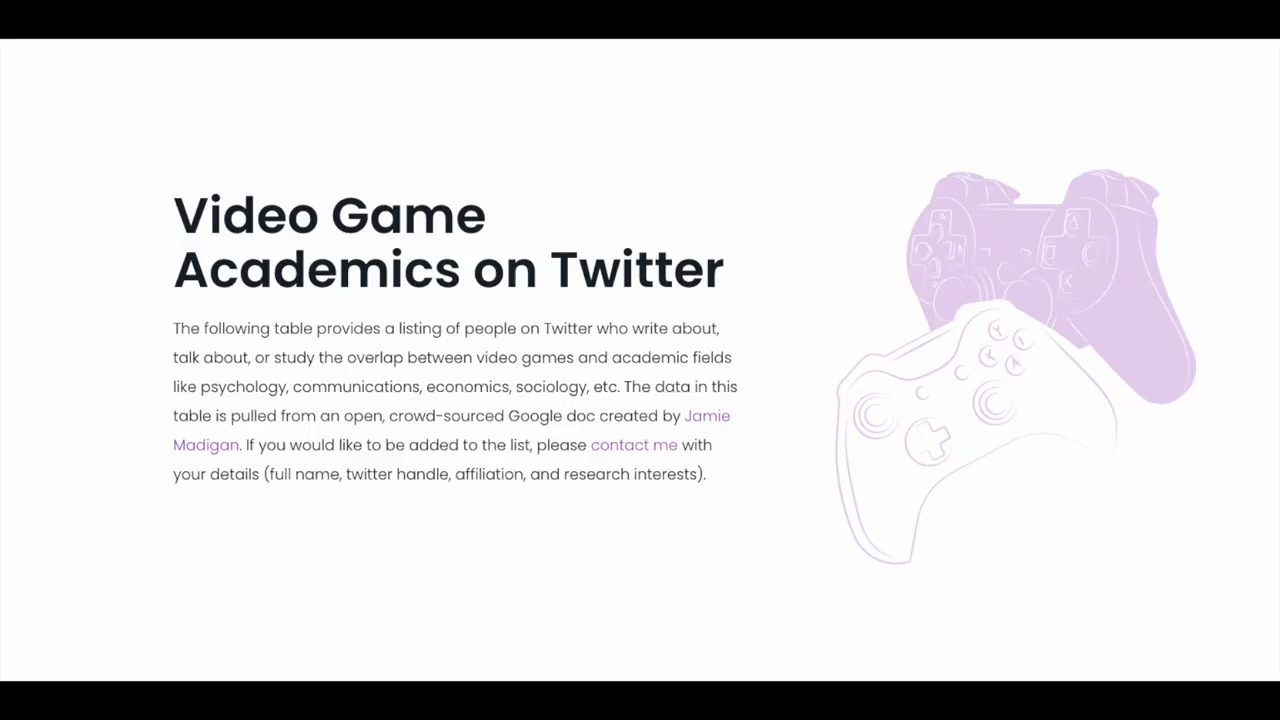 Video Game
Academics on Twitter
The following table provides a listing of people on Twitter who write about,
talk about, or study the overlap between video games and academic fields
like psychology, communications, economics, sociology, etc. The data in this
table is pulled from an open, crowd-sourced Google doc created by Jamie
Madigan. If you would like to be added to the list, please contact me with
your details (full name, twitter handle, affiliation, and research interests).